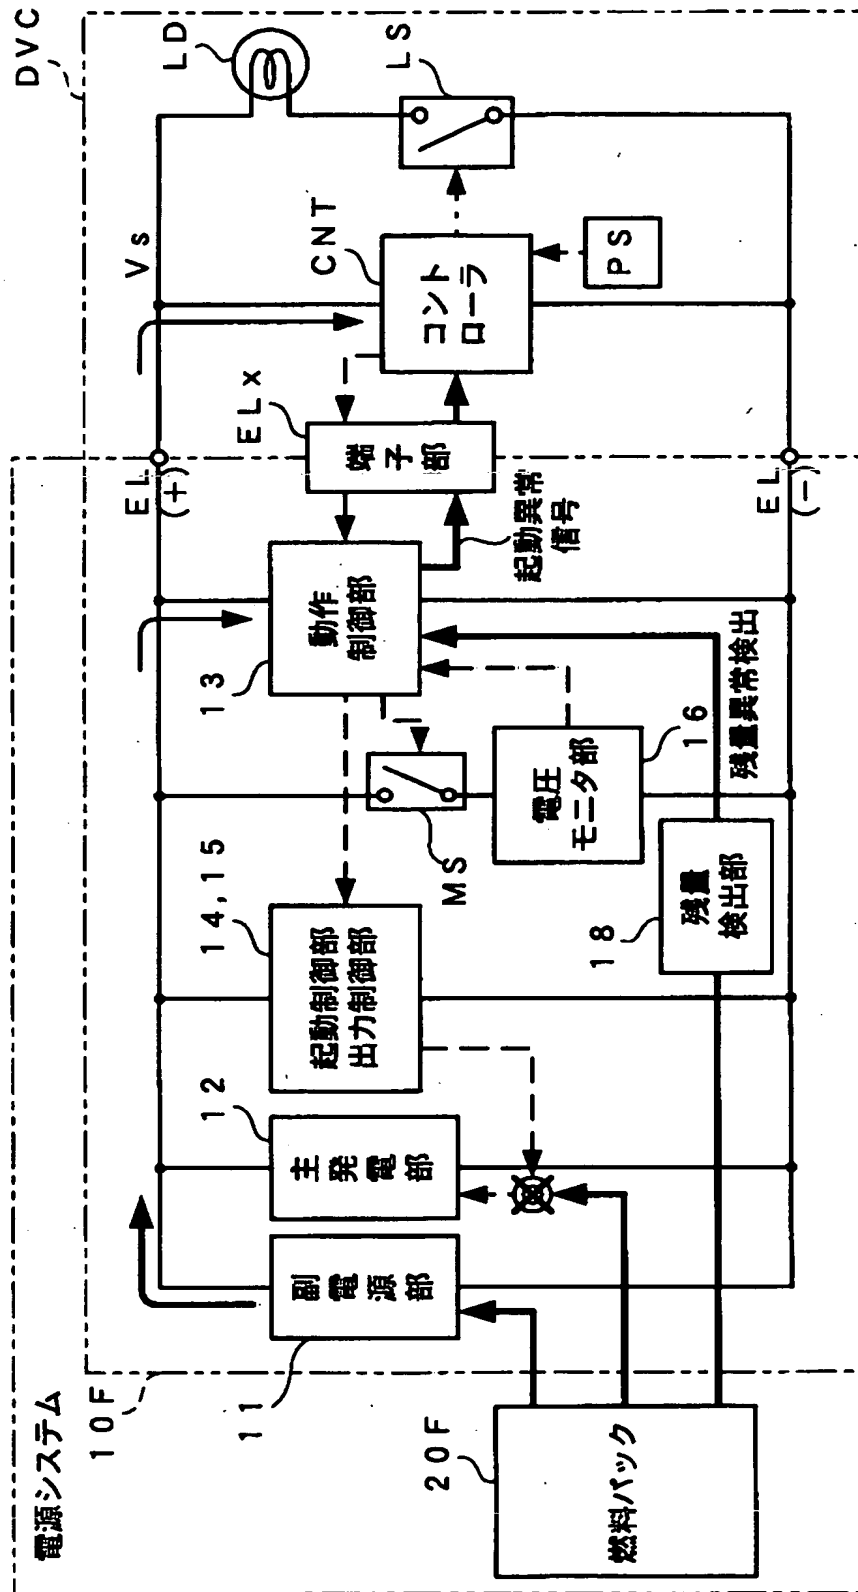 電源システム
DVC
10F
20F
燃料パック
11
副電源部
12
主発電部
14,15
起動制御部
出力制御部
MS
13
動作
制御部
16
電圧
モニタ部
18
残量
検出部
残量異常検出
起動異常
信号
EL
(+)
EL
(-)
ELx
端子部
Vs
CNT
コント
ローラ
PS
LS
LD